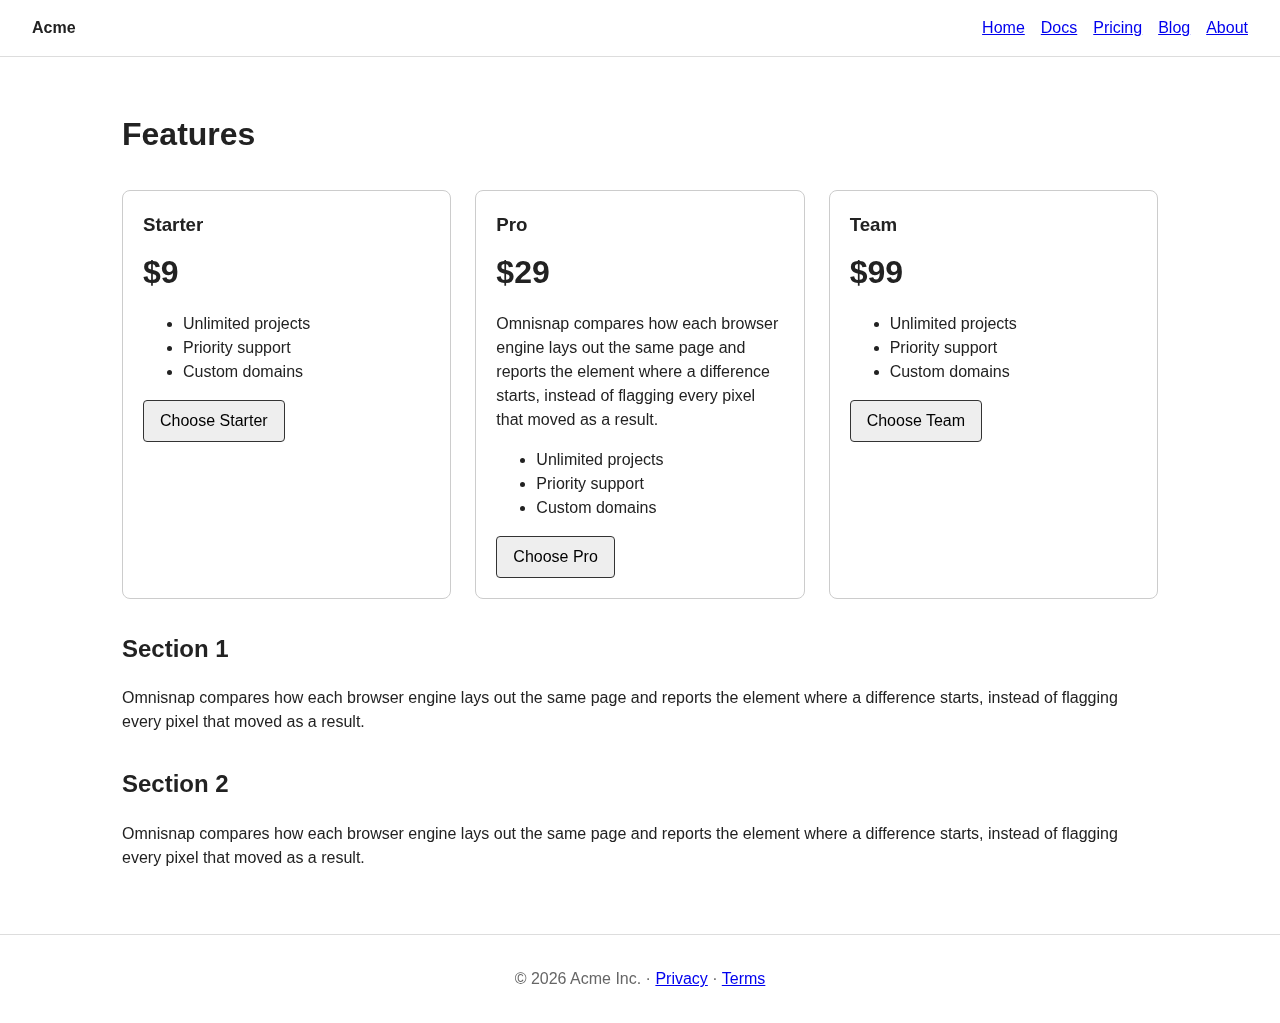 Acme
Home Docs Pricing Blog About
Features
Starter
$9
Unlimited projects
Priority support
Custom domains
Choose Starter
Pro
$29
Omnisnap compares how each browser
engine lays out the same page and
reports the element where a difference
starts, instead of flagging every pixel
that moved as a result.
Unlimited projects
Priority support
Custom domains
Choose Pro
Team
$99
Unlimited projects
Priority support
Custom domains
Choose Team
Section 1
Omnisnap compares how each browser engine lays out the same page and reports the element where a difference starts, instead of flagging
every pixel that moved as a result.
Section 2
Omnisnap compares how each browser engine lays out the same page and reports the element where a difference starts, instead of flagging
every pixel that moved as a result.
© 2026 Acme Inc. · Privacy · Terms